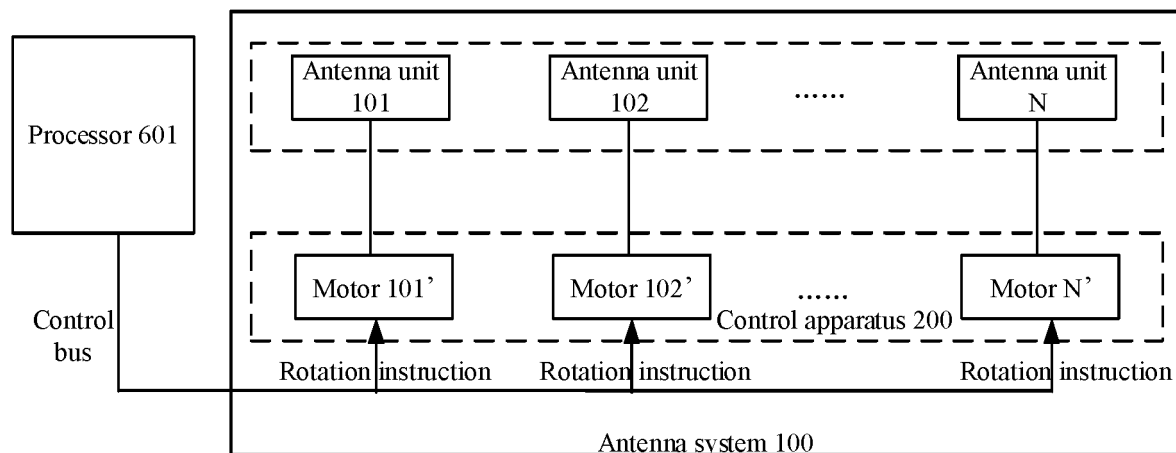 Processor 601
Antenna unit
101
Antenna unit
102
......
Antenna unit
N
Motor 101’
Motor 102’
......
Motor N’
Control apparatus 200
Control
bus
Rotation instruction
Rotation instruction
Rotation instruction
Antenna system 100